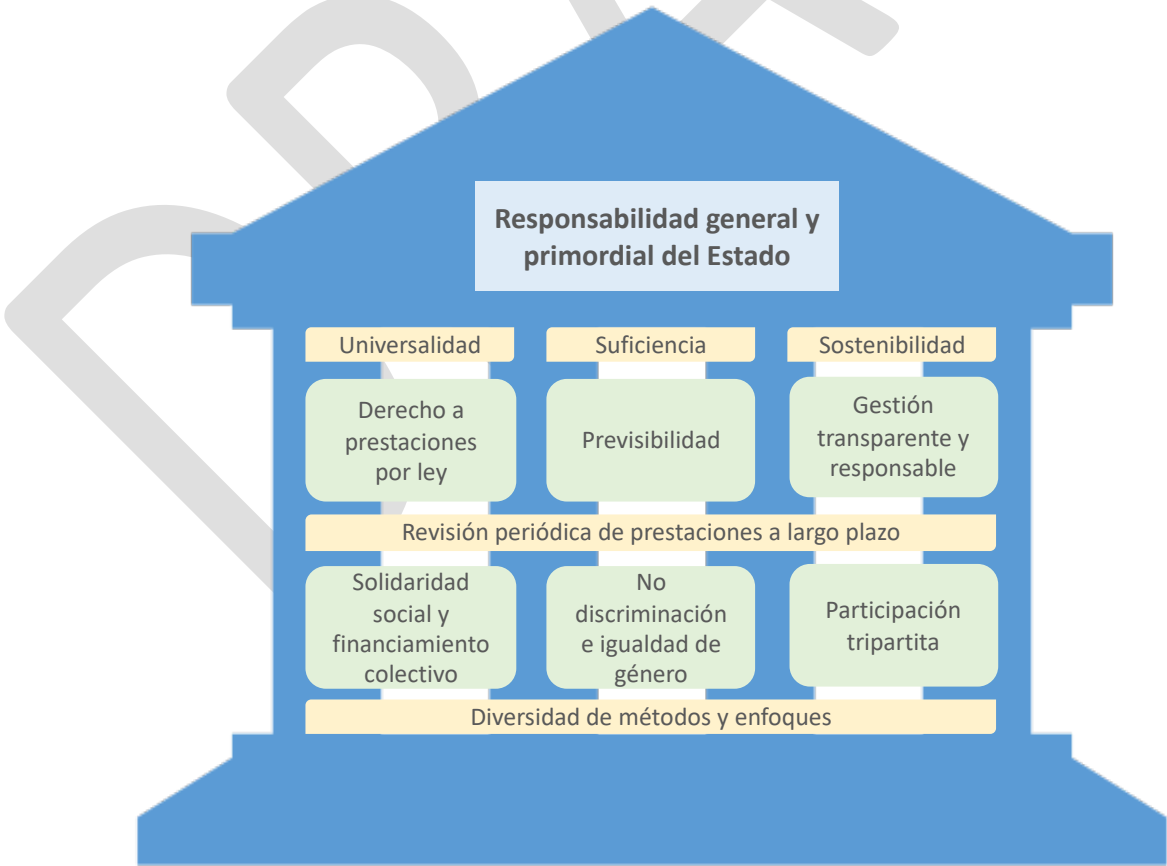 Responsabilidad general y
primordial del Estado
Universalidad
Suficiencia
Sostenibilidad
Derecho a
prestaciones
por ley
Previsibilidad
Gestión
transparente y
responsable
Revisión periódica de prestaciones a largo plazo
Solidaridad
social y
financiamiento
colectivo
No
discriminación
e igualdad de
género
Participación
tripartita
Diversidad de métodos y enfoques